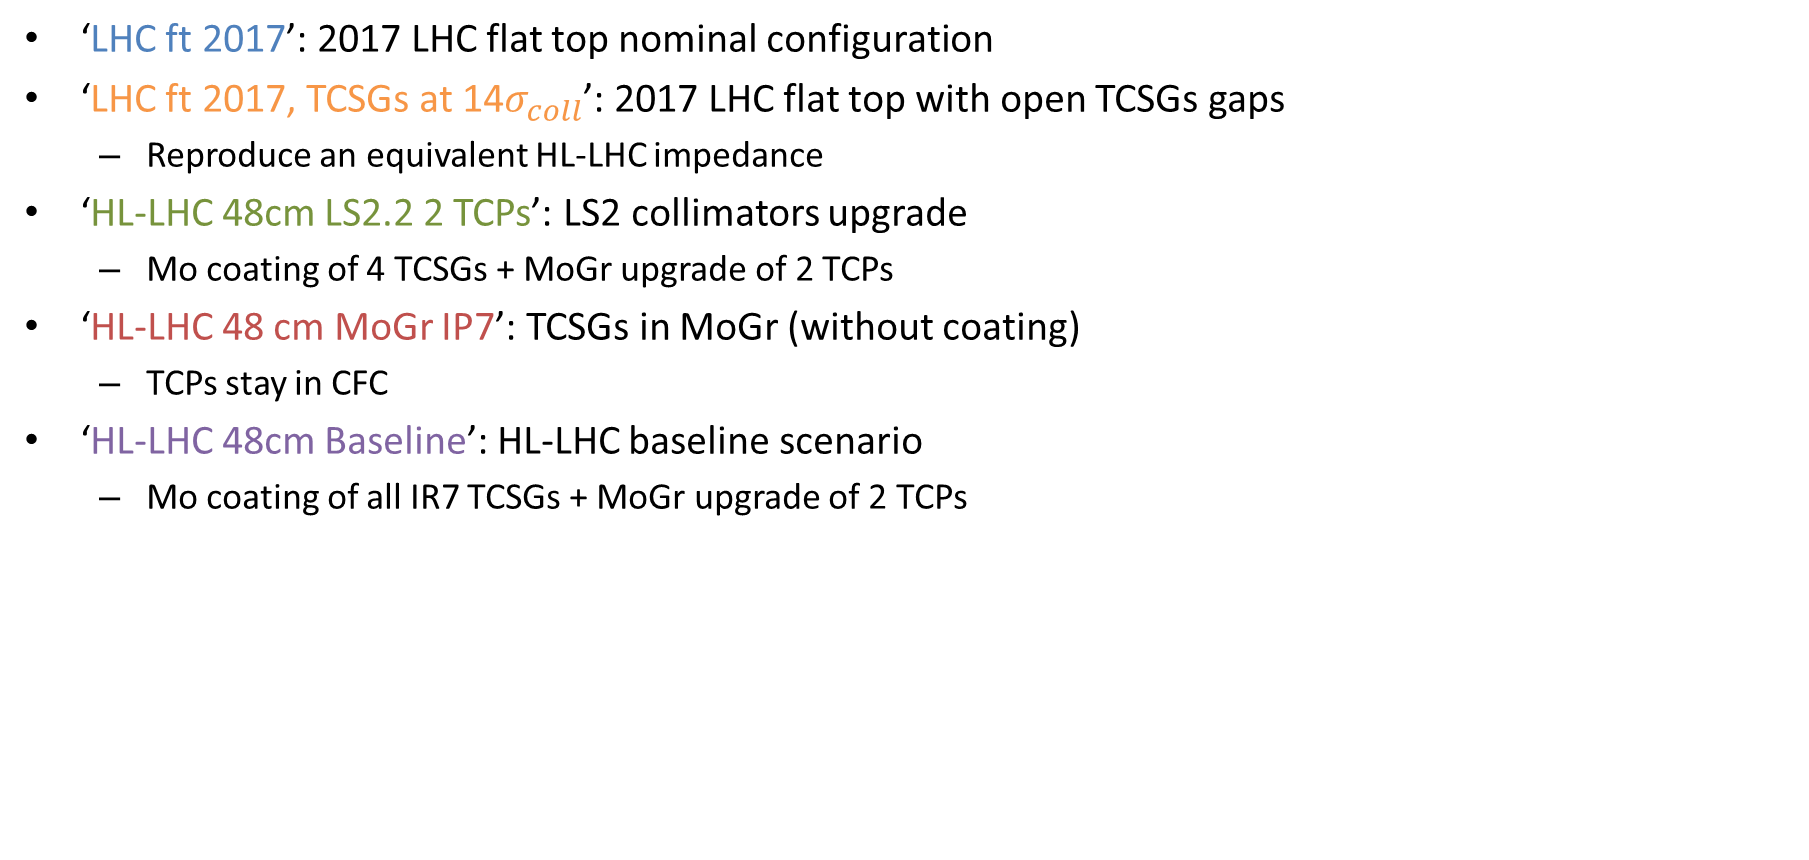 • ‘LHC ft 2017’: 2017 LHC flat top nominal configuration
• ‘LHC ft 2017, TCSGs at 14σ_coll’: 2017 LHC flat top with open TCSGs gaps
– Reproduce an equivalent HL-LHC impedance
• ‘HL-LHC 48cm LS2.2 2 TCPs’: LS2 collimators upgrade
– Mo coating of 4 TCSGs + MoGr upgrade of 2 TCPs
• ‘HL-LHC 48 cm MoGr IP7’: TCSGs in MoGr (without coating)
– TCPs stay in CFC
• ‘HL-LHC 48cm Baseline’: HL-LHC baseline scenario
– Mo coating of all IR7 TCSGs + MoGr upgrade of 2 TCPs